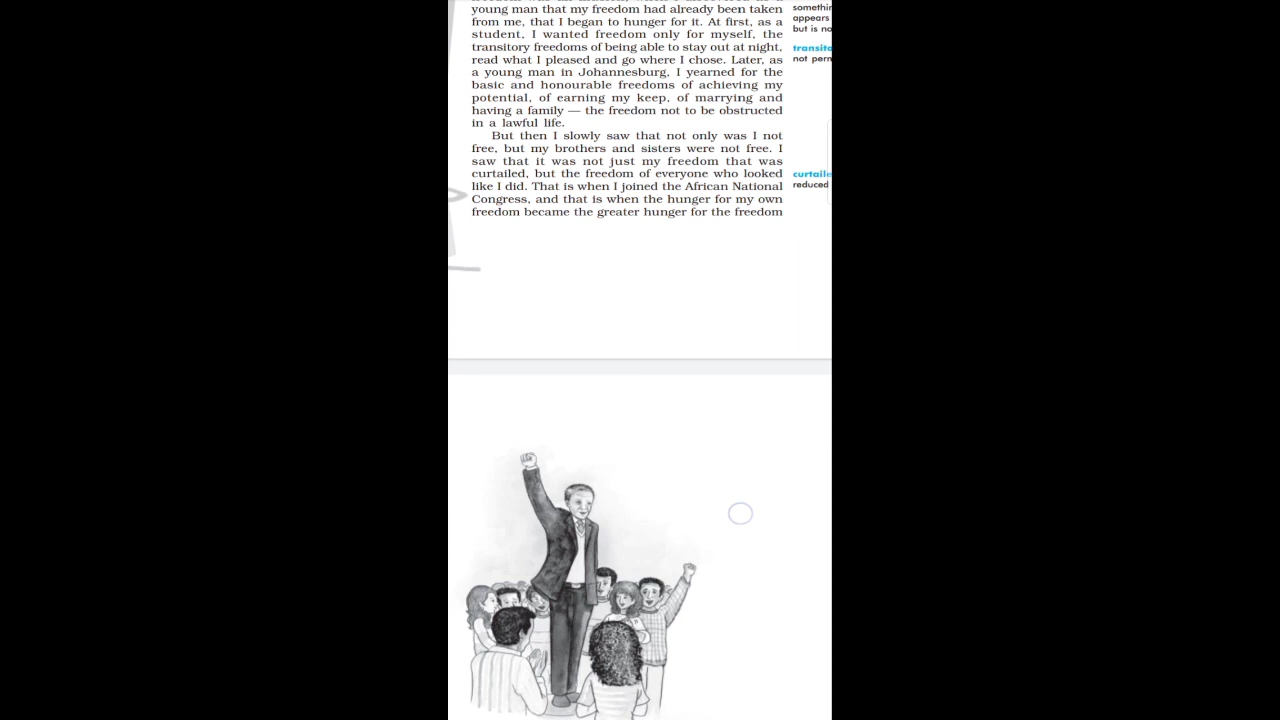 young man that my freedom had already been taken
from me, that I began to hunger for it. At first, as a
student, I wanted freedom only for myself, the
transitory freedoms of being able to stay out at night,
read what I pleased and go where I chose. Later, as
a young man in Johannesburg, I yearned for the
basic and honourable freedoms of achieving my
potential, of earning my keep, of marrying and
having a family — the freedom not to be obstructed
in a lawful life.
But then I slowly saw that not only was I not
free, but my brothers and sisters were not free. I
saw that it was not just my freedom that was
curtailed, but the freedom of everyone who looked
like I did. That is when I joined the African National
Congress, and that is when the hunger for my own
freedom became the greater hunger for the freedom
somethin
appears
but is no
transito
not perm
curtaile
reduced